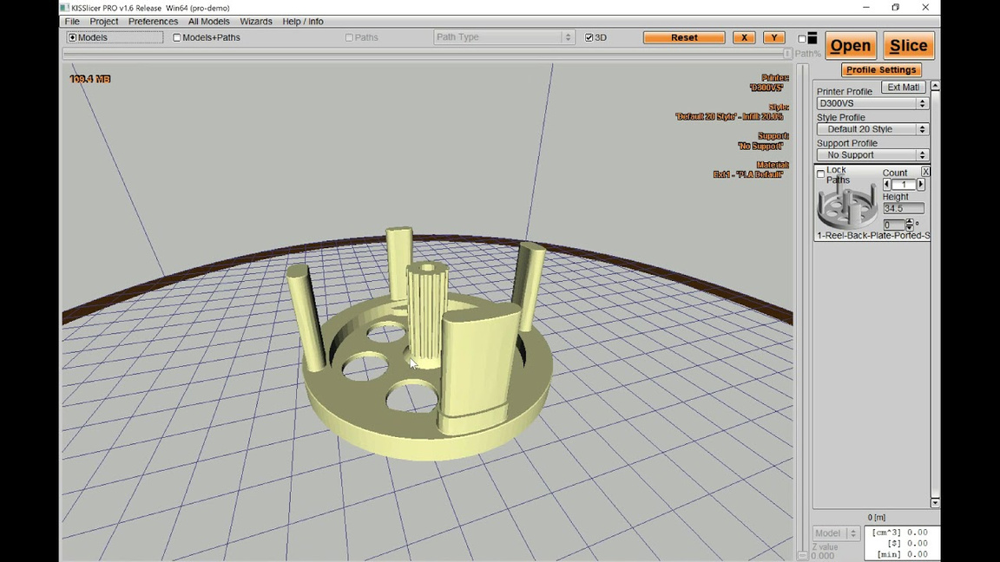 KISSlicer PRO v1.6 Release Win64 (pro-demo)
File Project Preferences All Models Wizards Help / Info
Models Models+Paths Paths Path Type 3D Reset X Y
Path%
Open Slice
Profile Settings
109.4 MB
Printer:
'D300VS'
Style:
'Default 20 Style' - Infill 20.0%
Support:
'No Support'
Material:
Ext1 - 'PLA Default'
Printer Profile Ext Matl
D300VS
Style Profile
Default 20 Style
Support Profile
No Support
Lock Paths
Count X
1
Height
34.5
0 °
1-Reel-Back-Plate-Ported-S
0 [m]
Model
Z value
0.000
[cm^3] 0.00
[$] 0.00
[min] 0.00